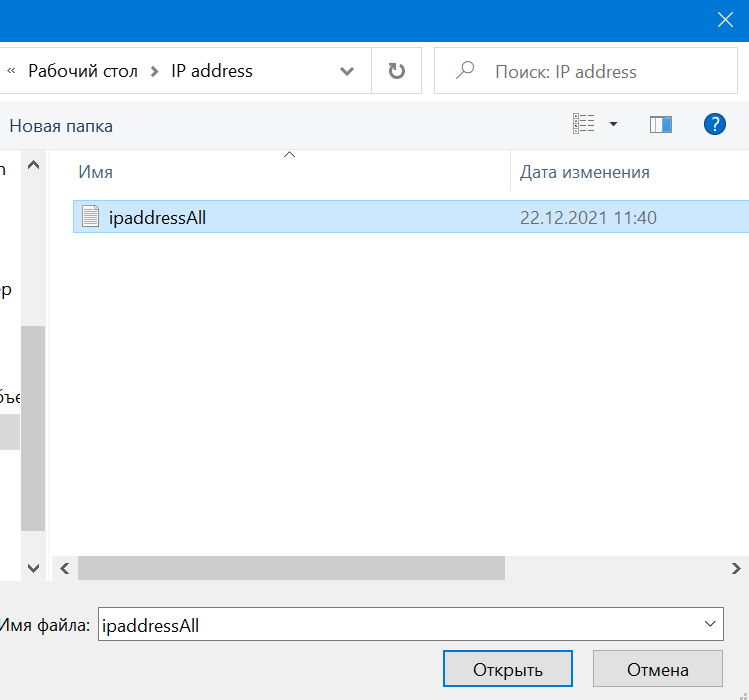 « Рабочий стол > IP address
Поиск: IP address
Новая папка
?
Имя
Дата изменения
ipaddressAll
22.12.2021 11:40
Имя файла:
ipaddressAll
Открыть
Отмена